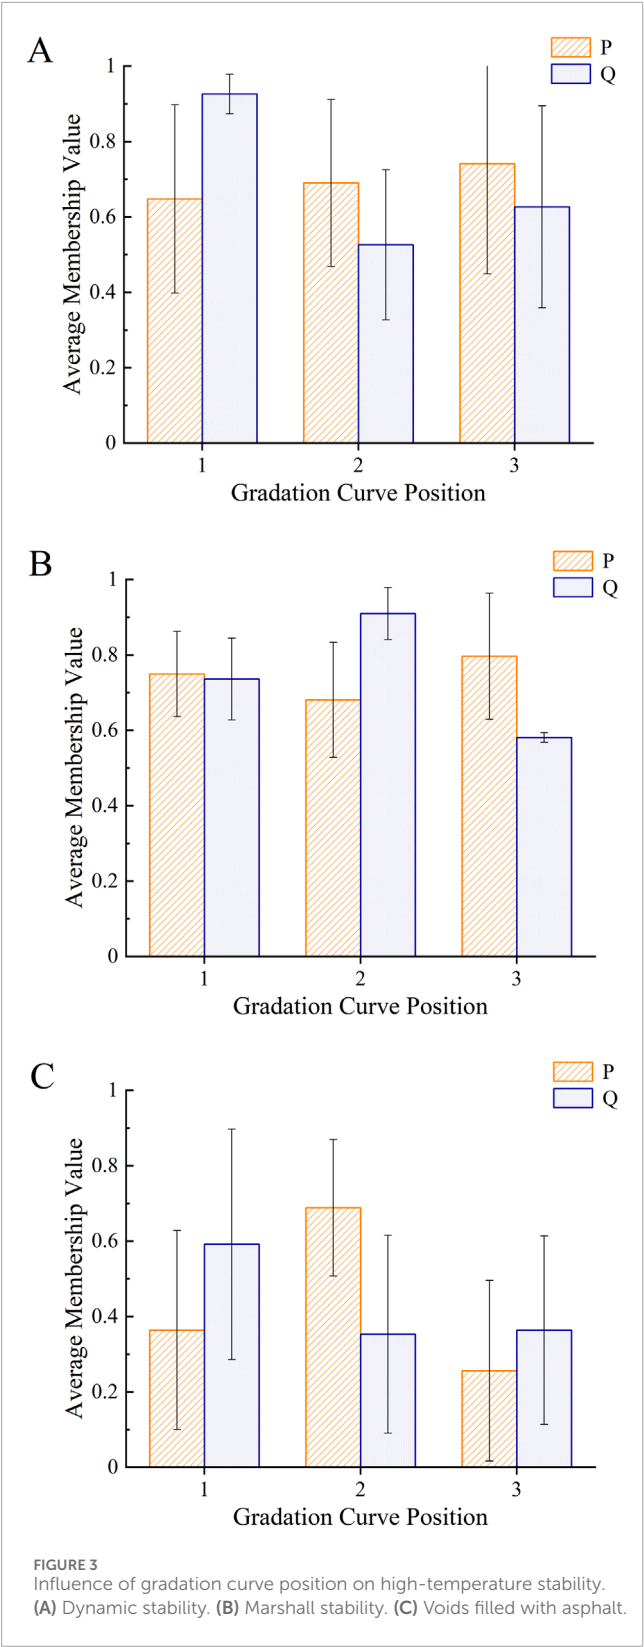 A
P
Q
Average Membership Value
1
0.8
0.6
0.4
0.2
0
1 2 3
Gradation Curve Position
B
P
Q
Average Membership Value
1
0.8
0.6
0.4
0.2
0
1 2 3
Gradation Curve Position
C
P
Q
Average Membership Value
1
0.8
0.6
0.4
0.2
0
1 2 3
Gradation Curve Position
FIGURE 3
Influence of gradation curve position on high-temperature stability.
(A) Dynamic stability. (B) Marshall stability. (C) Voids filled with asphalt.